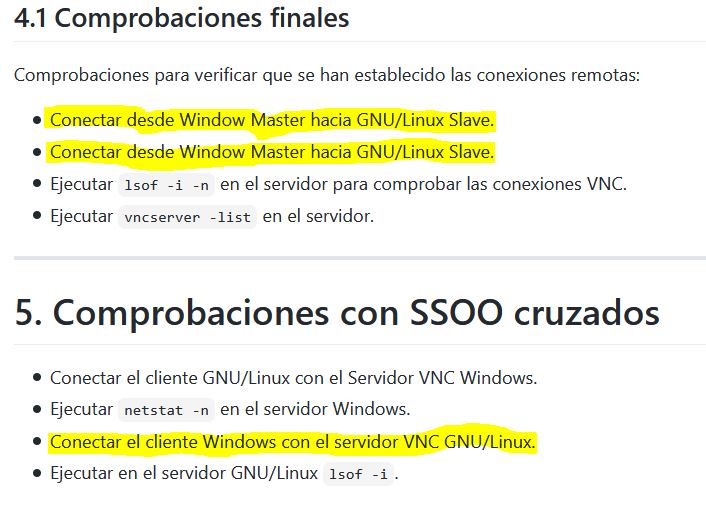 4.1 Comprobaciones finales
Comprobaciones para verificar que se han establecido las conexiones remotas:
• Conectar desde Window Master hacia GNU/Linux Slave.
• Conectar desde Window Master hacia GNU/Linux Slave.
• Ejecutar lsof -i -n en el servidor para comprobar las conexiones VNC.
• Ejecutar vncserver -list en el servidor.
5. Comprobaciones con SSOO cruzados
• Conectar el cliente GNU/Linux con el Servidor VNC Windows.
• Ejecutar netstat -n en el servidor Windows.
• Conectar el cliente Windows con el servidor VNC GNU/Linux.
• Ejecutar en el servidor GNU/Linux lsof -i.